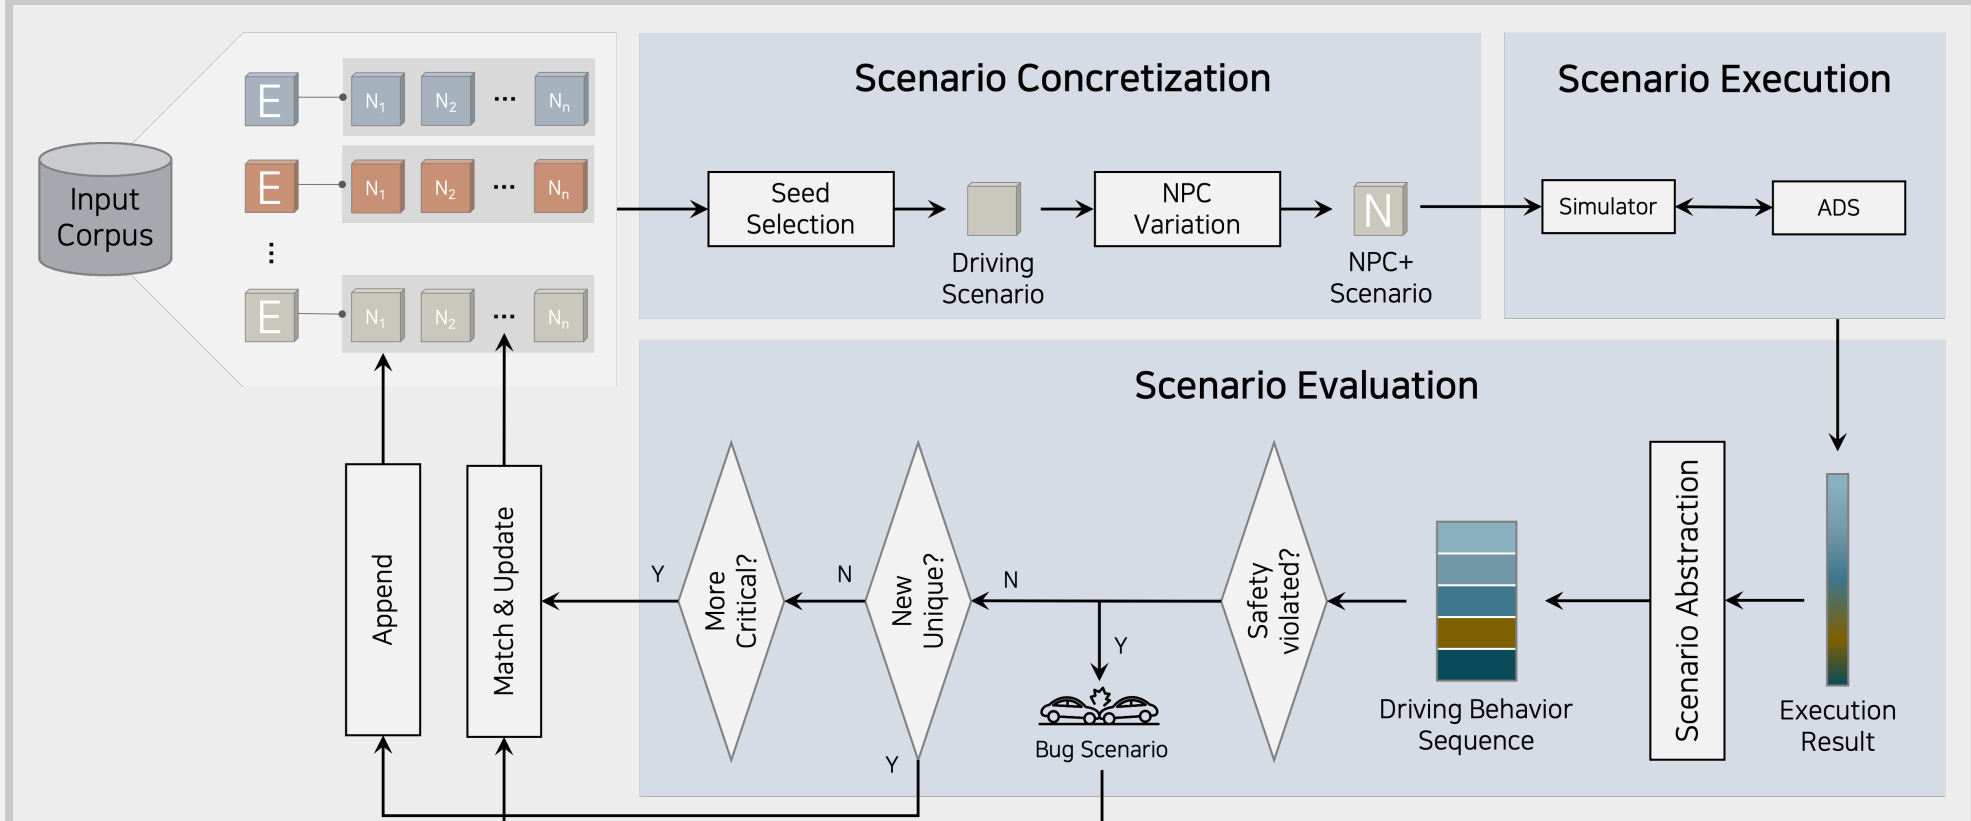 Input
Corpus
E
N1
N2
...
Nn
E
N1
N2
...
Nn
⋮
E
N1
N2
...
Nn
Scenario Concretization
Seed
Selection
Driving
Scenario
NPC
Variation
N
NPC+
Scenario
Scenario Execution
Simulator
ADS
Scenario Evaluation
Execution
Result
Scenario Abstraction
Driving Behavior
Sequence
Safety
violated?
N
Y
Bug Scenario
New
Unique?
N
Y
More
Critical?
Y
Match & Update
Append